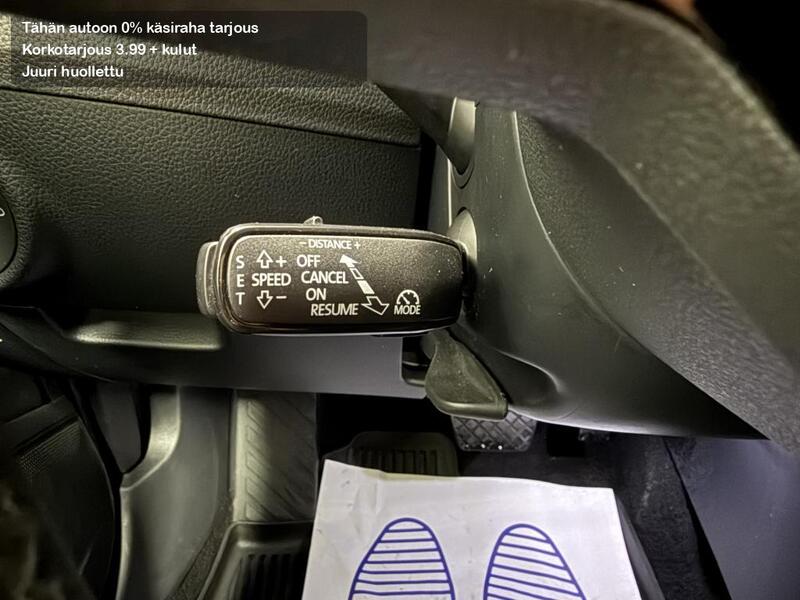 Tähän autoon 0% käsiraha tarjous
Korkotarjous 3.99 + kulut
Juuri huollettu
- DISTANCE +
S + OFF
E SPEED CANCEL
T - ON
RESUME MODE